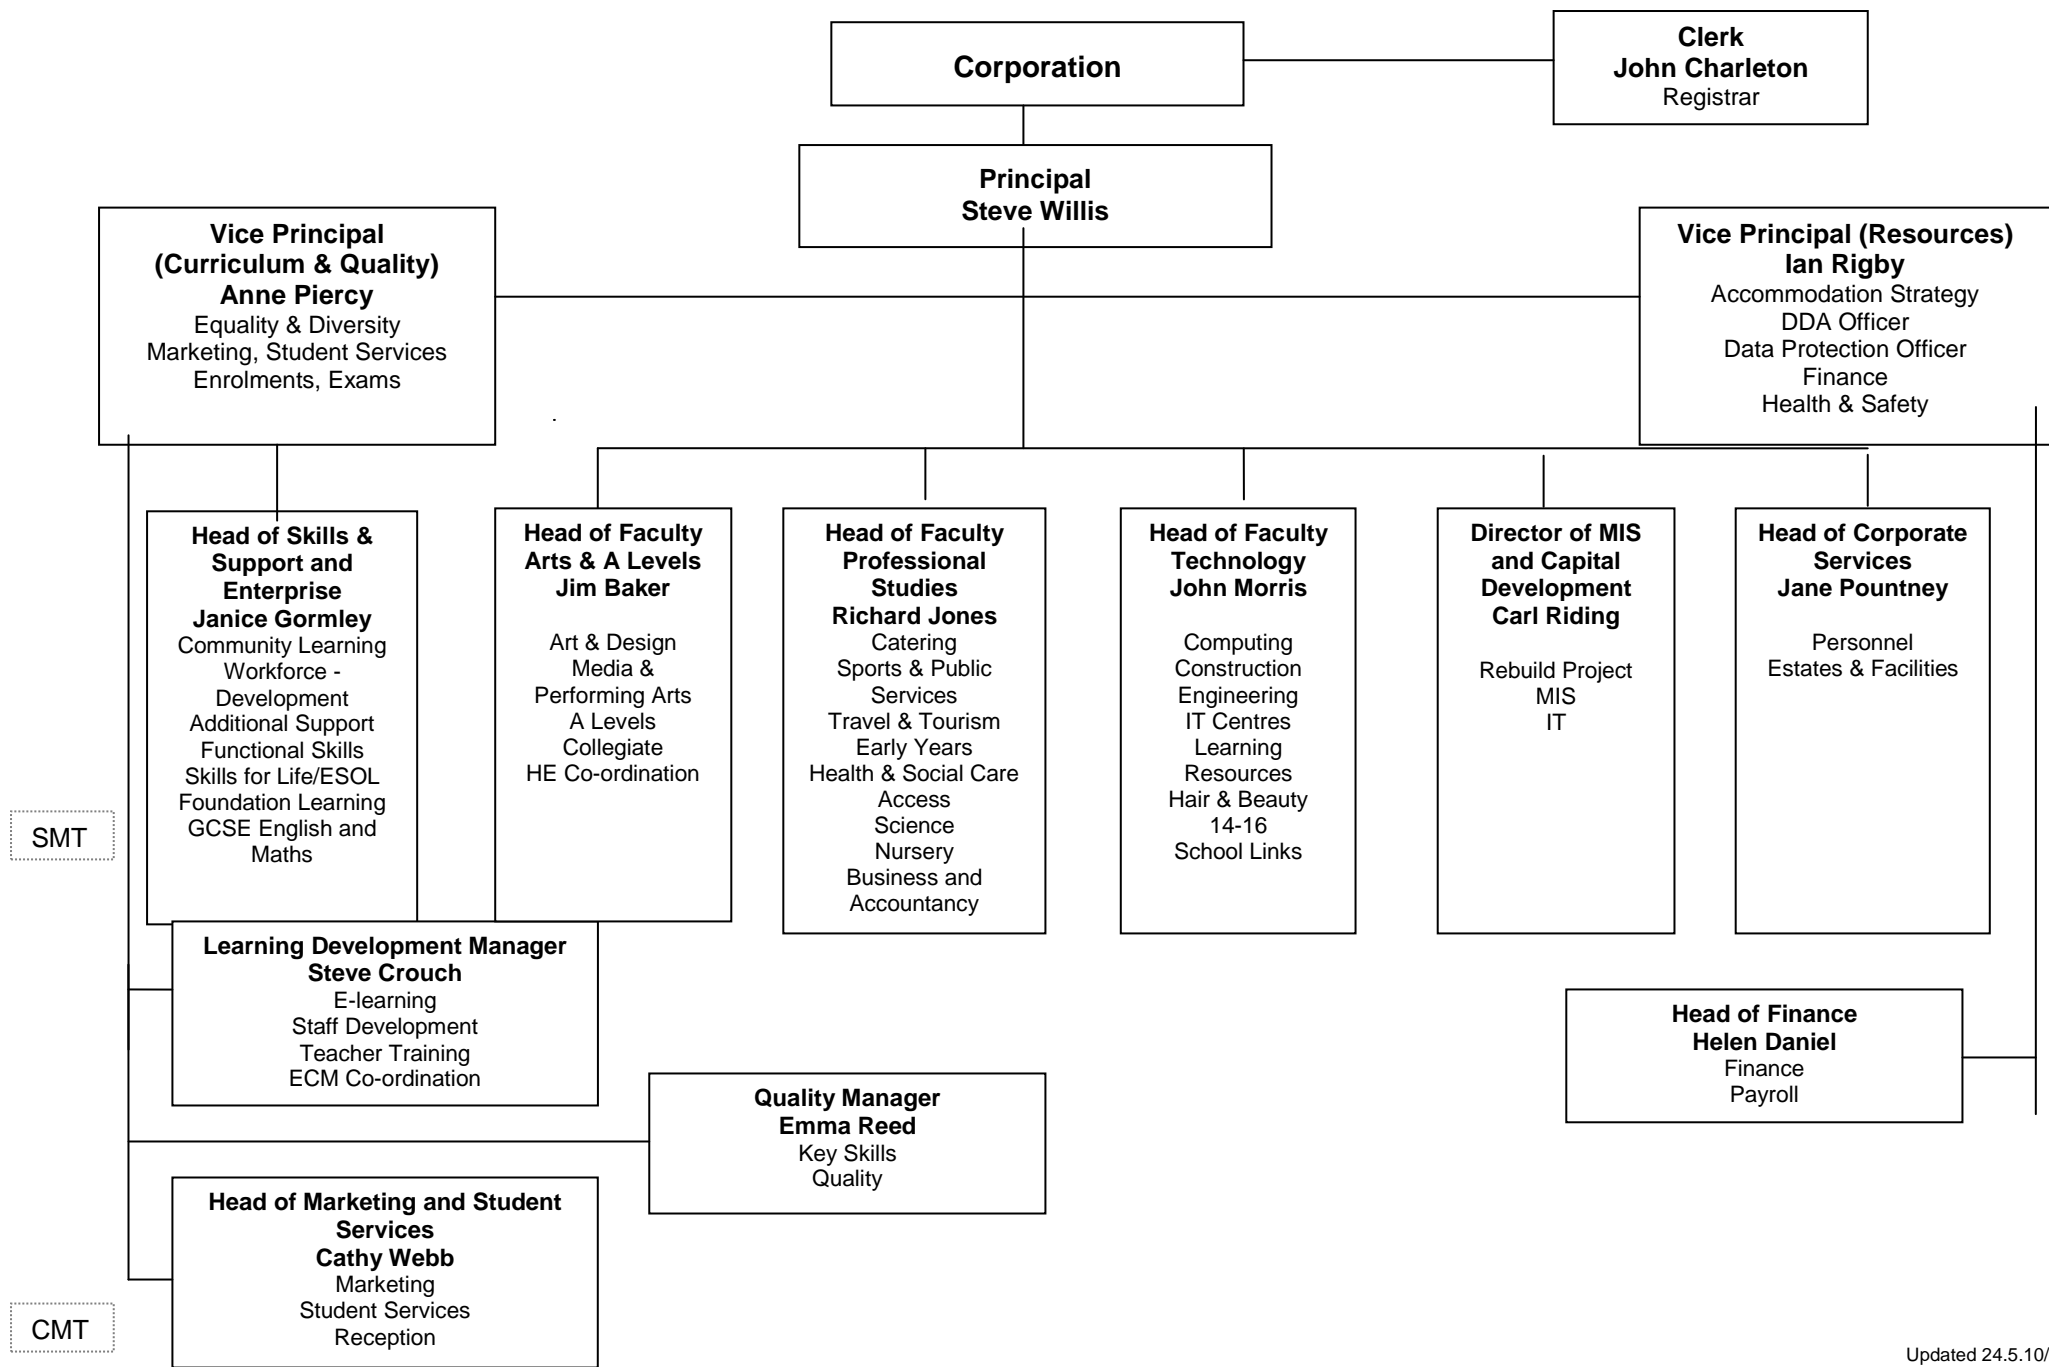 Corporation
Clerk
John Charleton
Registrar
Principal
Steve Willis
Vice Principal
(Curriculum & Quality)
Anne Piercy
Equality & Diversity
Marketing, Student Services
Enrolments, Exams
Vice Principal (Resources)
Ian Rigby
Accommodation Strategy
DDA Officer
Data Protection Officer
Finance
Health & Safety
Head of Skills &
Support and
Enterprise
Janice Gormley
Community Learning
Workforce -
Development
Additional Support
Functional Skills
Skills for Life/ESOL
Foundation Learning
GCSE English and
Maths
Head of Faculty
Arts & A Levels
Jim Baker
Art & Design
Media &
Performing Arts
A Levels
Collegiate
HE Co-ordination
Head of Faculty
Professional
Studies
Richard Jones
Catering
Sports & Public
Services
Travel & Tourism
Early Years
Health & Social Care
Access
Science
Nursery
Business and
Accountancy
Head of Faculty
Technology
John Morris
Computing
Construction
Engineering
IT Centres
Learning
Resources
Hair & Beauty
14-16
School Links
Director of MIS
and Capital
Development
Carl Riding
Rebuild Project
MIS
IT
Head of Corporate
Services
Jane Pountney
Personnel
Estates & Facilities
SMT
Learning Development Manager
Steve Crouch
E-learning
Staff Development
Teacher Training
ECM Co-ordination
Head of Finance
Helen Daniel
Finance
Payroll
Quality Manager
Emma Reed
Key Skills
Quality
Head of Marketing and Student
Services
Cathy Webb
Marketing
Student Services
Reception
CMT
Updated 24.5.10/